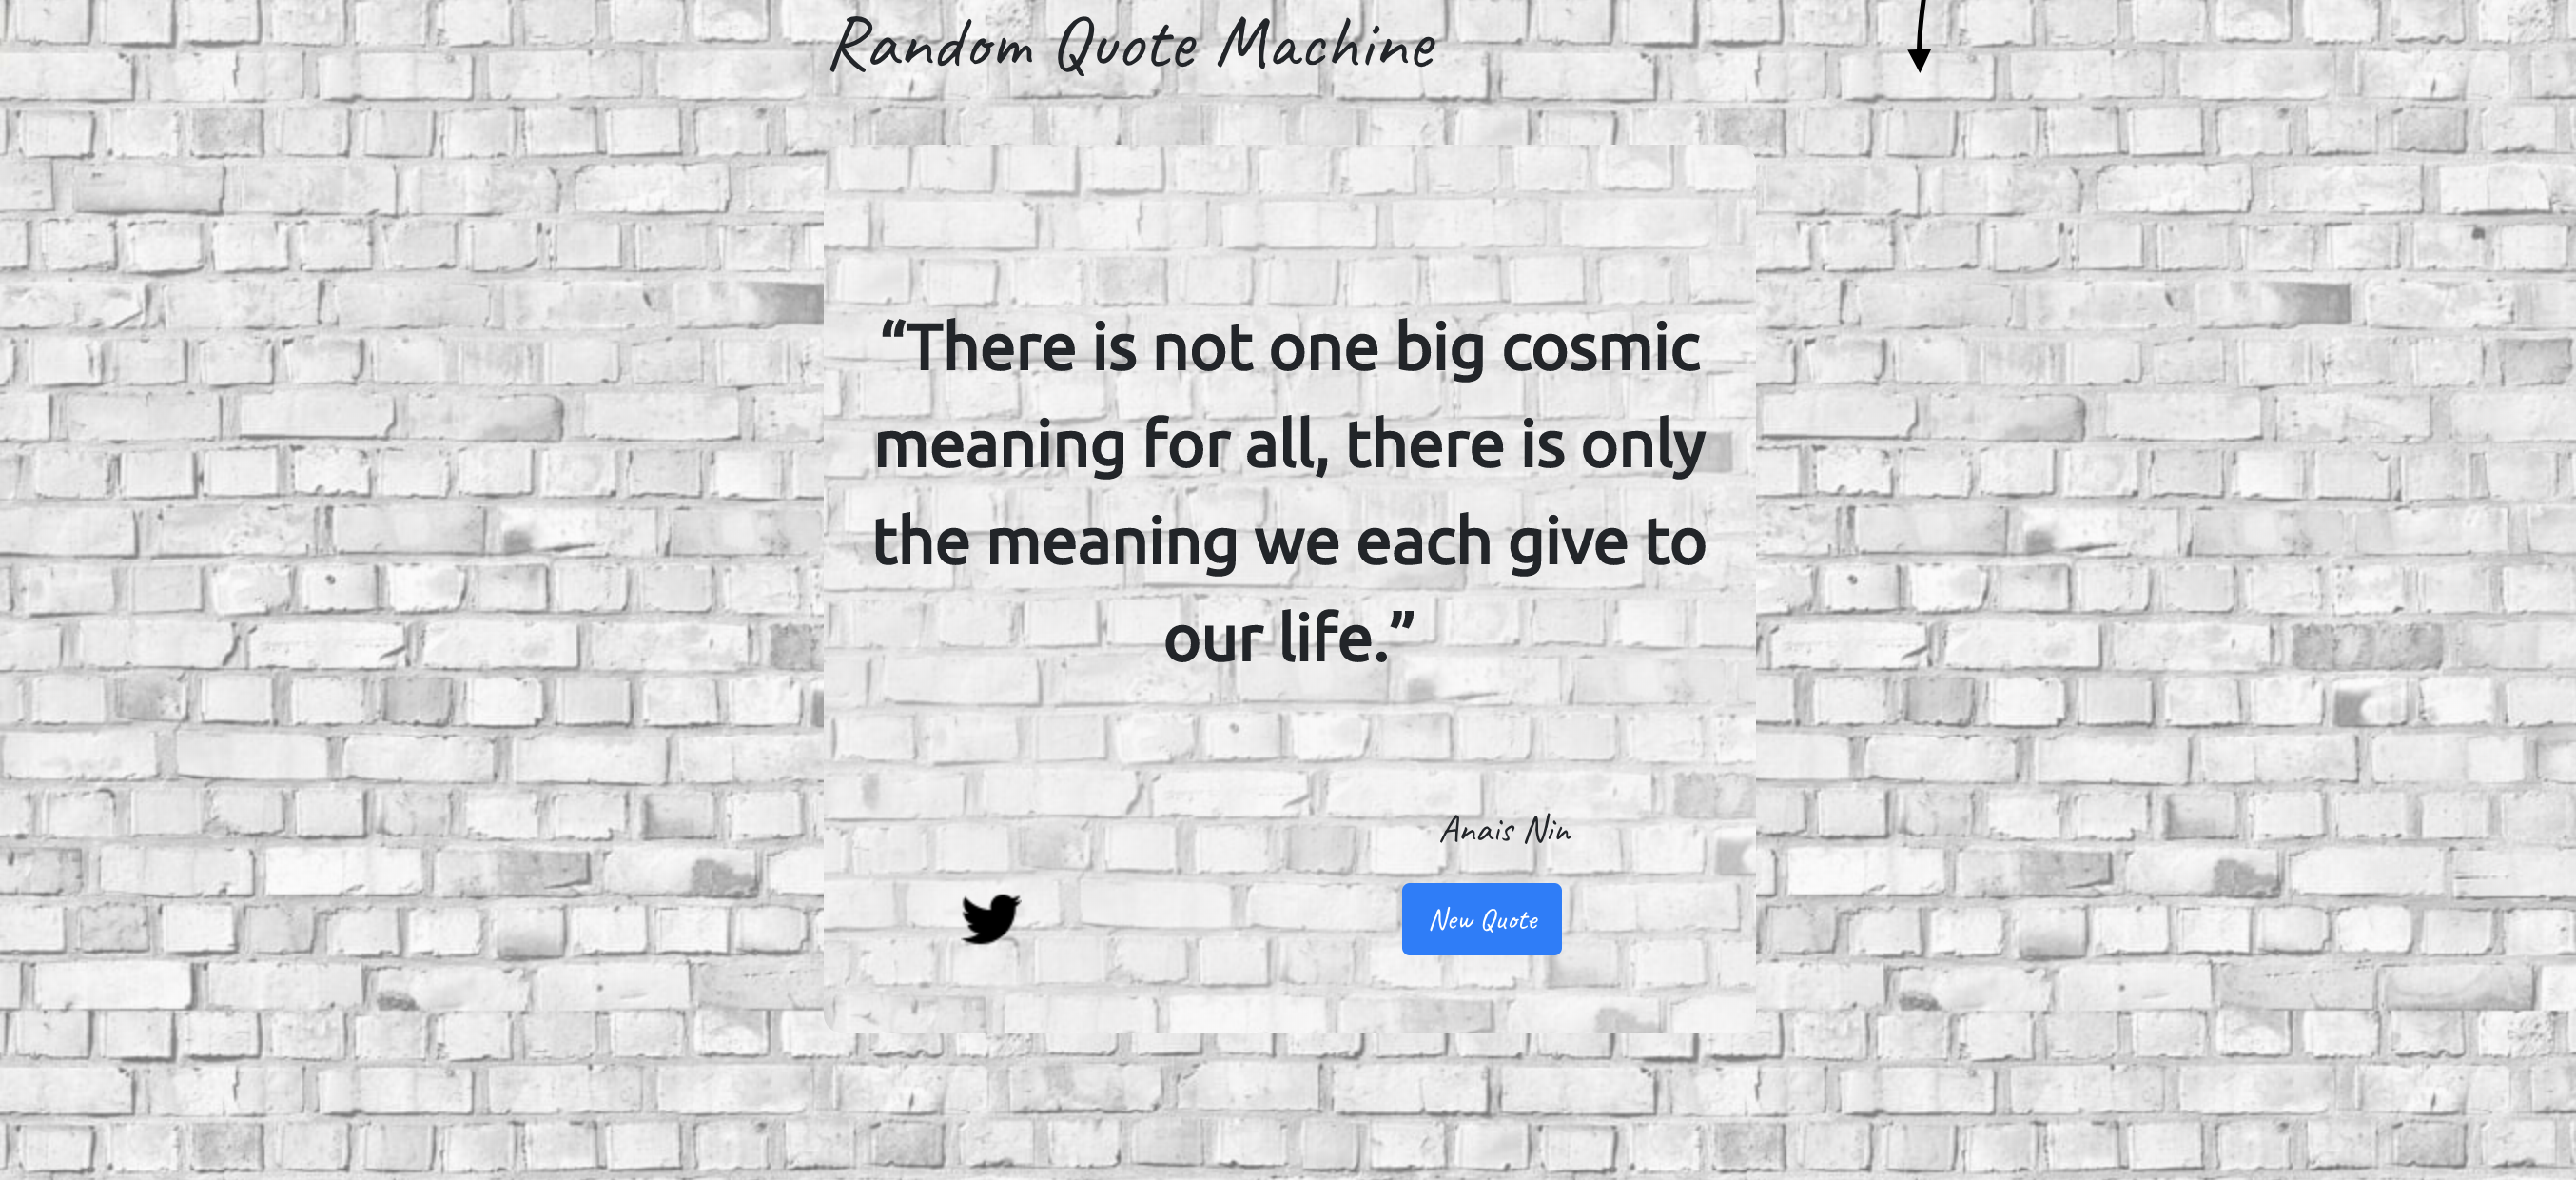 Random Quote Machine
“There is not one big cosmic
meaning for all, there is only
the meaning we each give to
our life.”
Anais Nin
New Quote